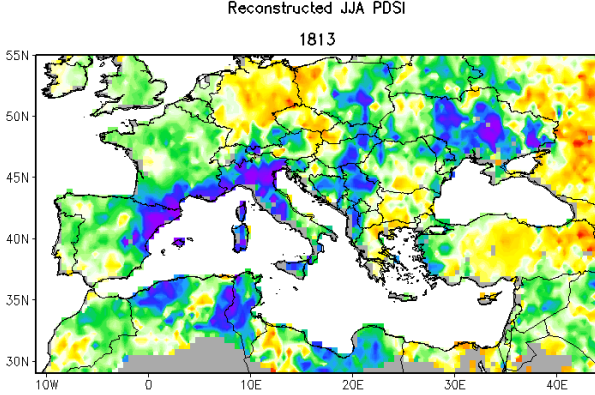 Reconstructed JJA PDSI
1813
55N
50N
45N
40N
35N
30N
10W 0 10E 20E 30E 40E